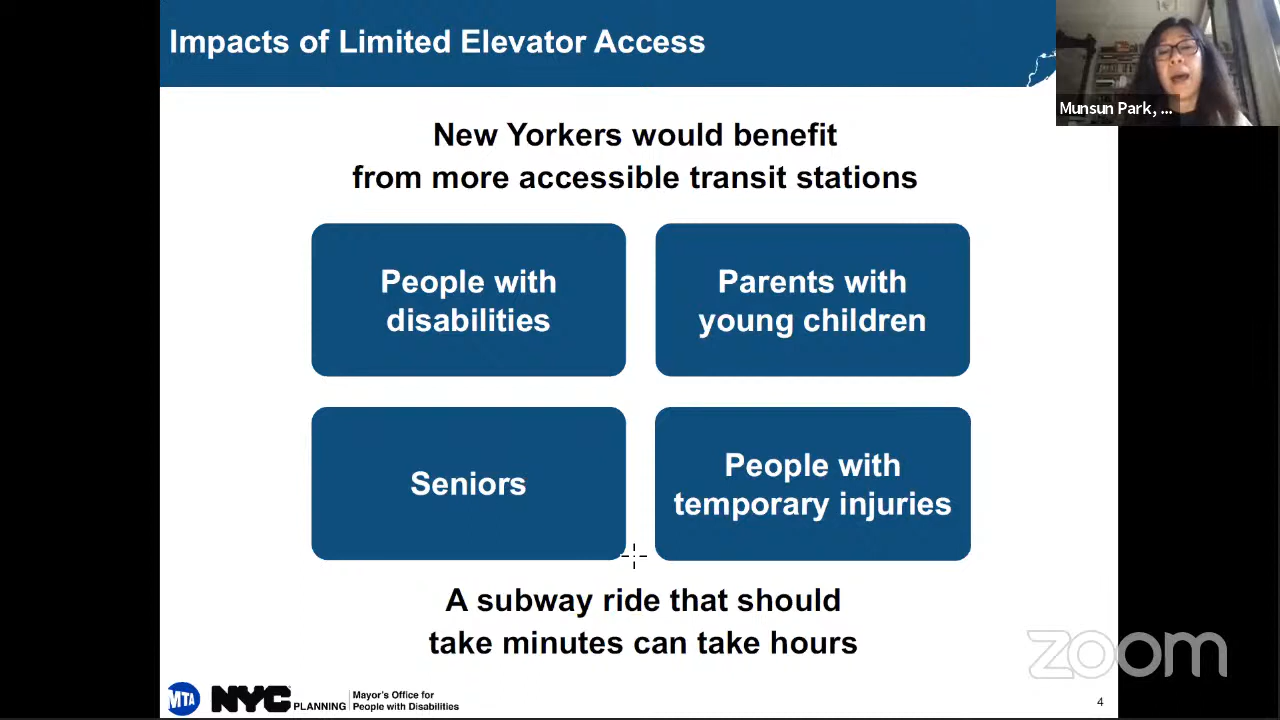 Impacts of Limited Elevator Access
Munsun Park, ...
New Yorkers would benefit
from more accessible transit stations
People with
disabilities
Parents with
young children
Seniors
People with
temporary injuries
A subway ride that should
take minutes can take hours
zoom
MTA
NYC PLANNING
Mayor's Office for
People with Disabilities
4